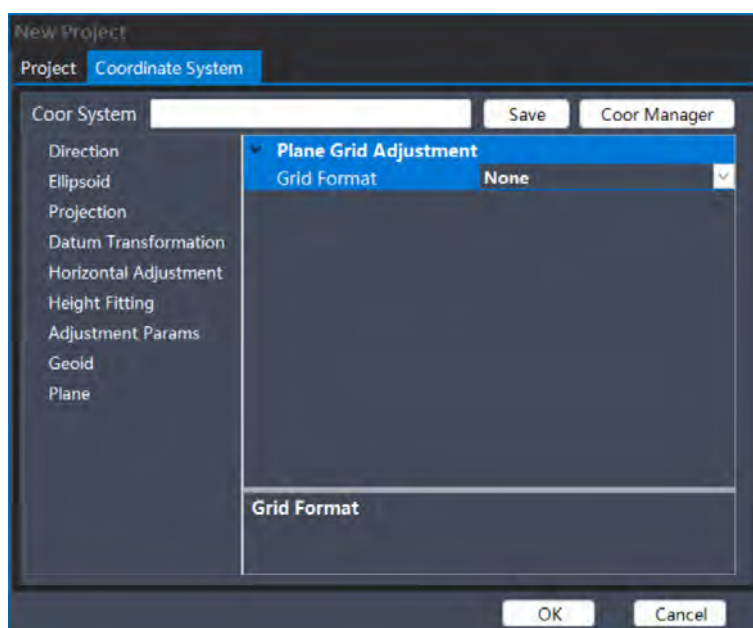 New Project
Project Coordinate System
Coor System Save Coor Manager
Direction
Ellipsoid
Projection
Datum Transformation
Horizontal Adjustment
Height Fitting
Adjustment Params
Geoid
Plane
Plane Grid Adjustment
Grid Format None
Grid Format
OK Cancel